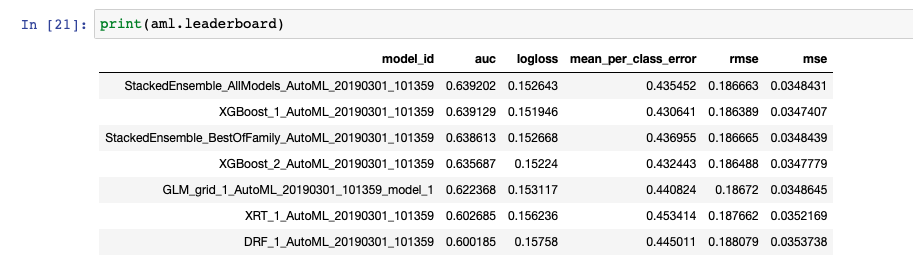 In [21]: print(aml.leaderboard)
model_id auc logloss mean_per_class_error rmse mse
StackedEnsemble_AllModels_AutoML_20190301_101359 0.639202 0.152643 0.435452 0.186663 0.0348431
XGBoost_1_AutoML_20190301_101359 0.639129 0.151946 0.430641 0.186389 0.0347407
StackedEnsemble_BestOfFamily_AutoML_20190301_101359 0.638613 0.152668 0.436955 0.186665 0.0348439
XGBoost_2_AutoML_20190301_101359 0.635687 0.15224 0.432443 0.186488 0.0347779
GLM_grid_1_AutoML_20190301_101359_model_1 0.622368 0.153117 0.440824 0.18672 0.0348645
XRT_1_AutoML_20190301_101359 0.602685 0.156236 0.453414 0.187662 0.0352169
DRF_1_AutoML_20190301_101359 0.600185 0.15758 0.445011 0.188079 0.0353738